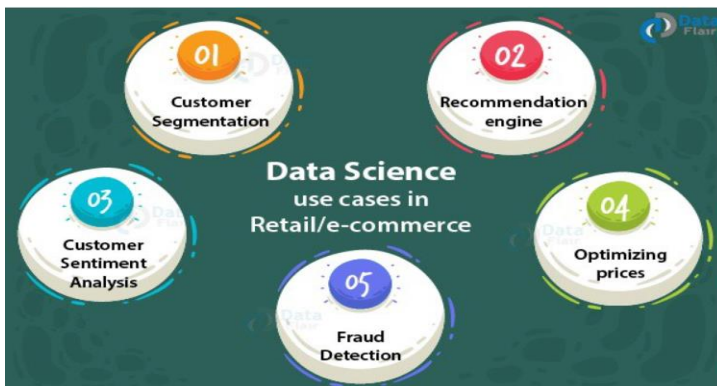 Data
Flair
01
Customer
Segmentation
02
Recommendation
engine
Data Science
use cases in
Retail/e-commerce
03
Customer
Sentiment
Analysis
04
Optimizing
prices
05
Fraud
Detection